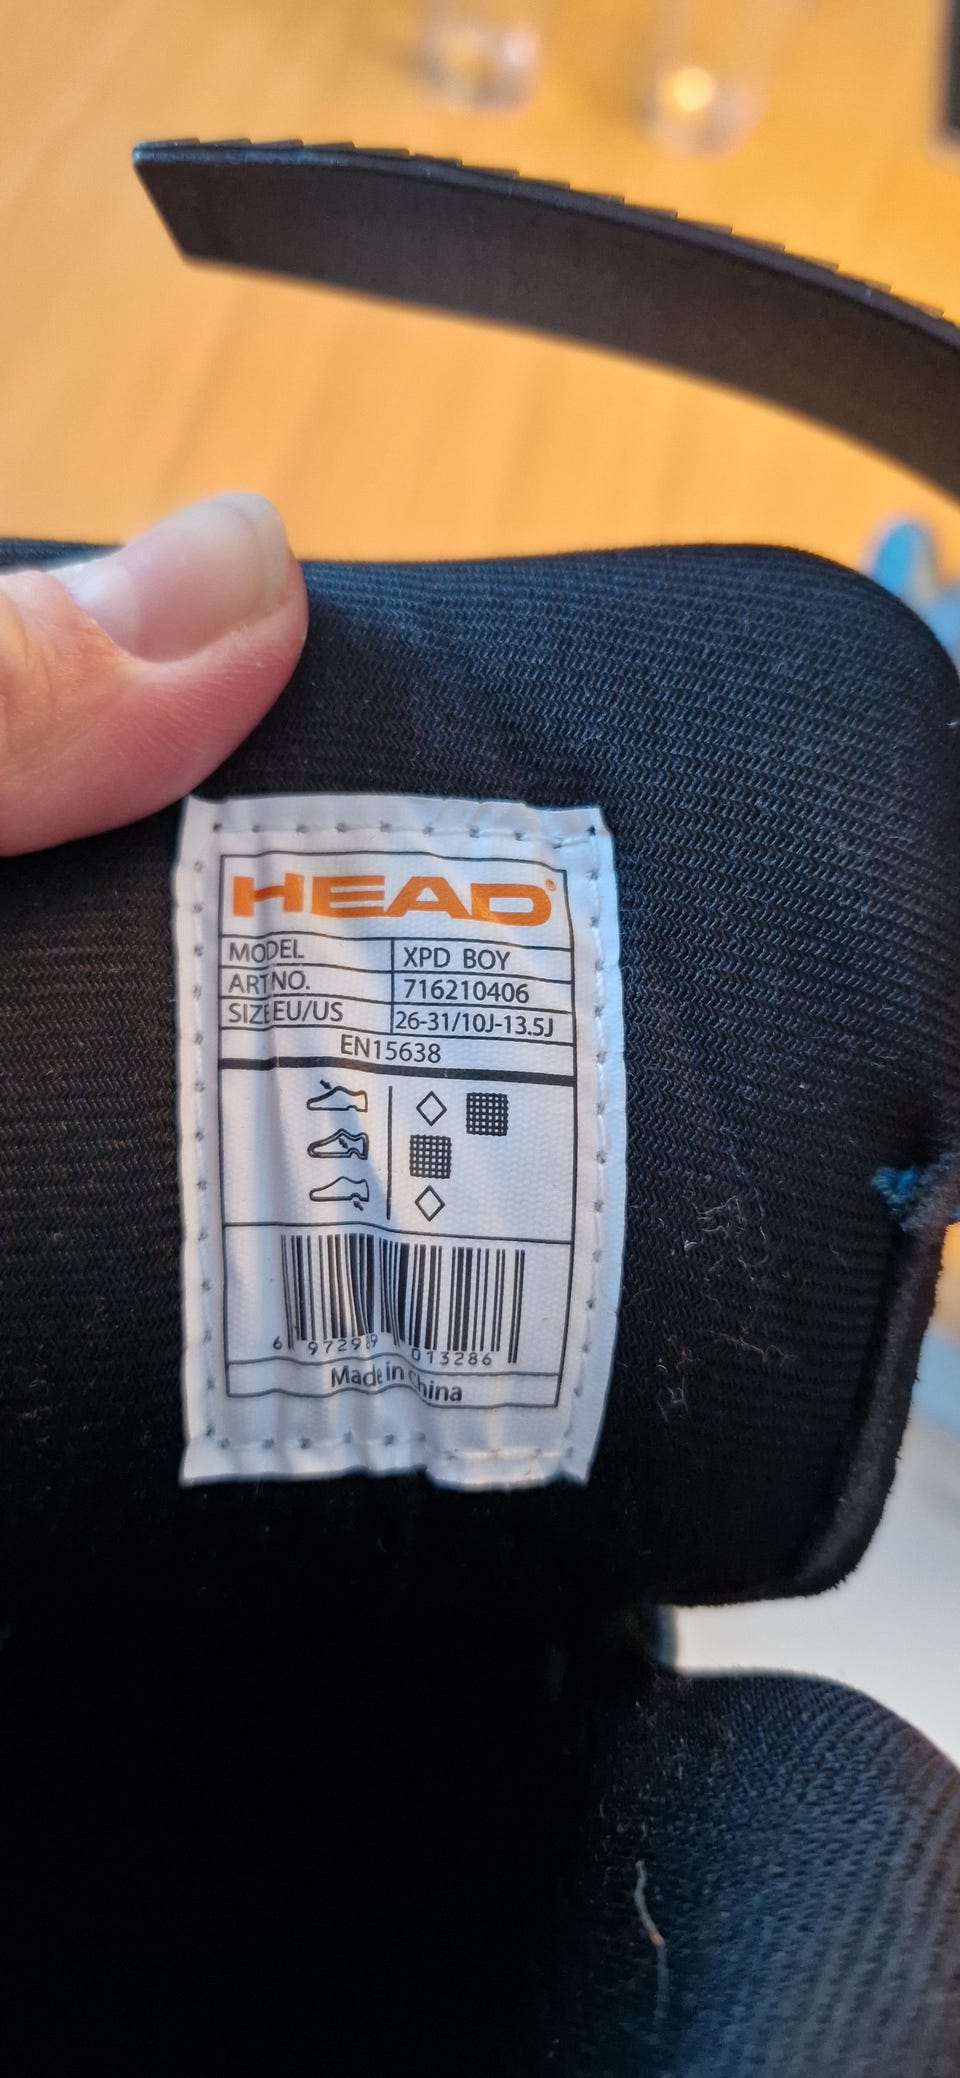 HEAD®
MODEL XPD BOY
ART NO. 716210406
SIZE EU/US 26-31/10J-13.5J
EN15638
6 972989 013286
Made in China